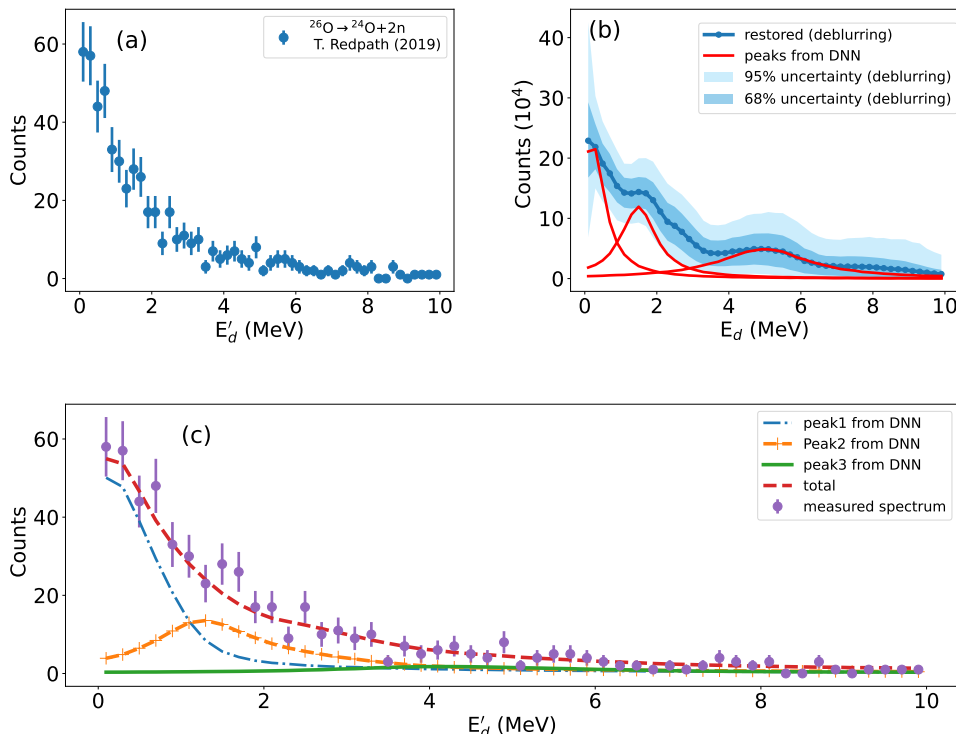 (a)
²⁶O→²⁴O+2n
T. Redpath (2019)
Counts
60
40
20
0
0 2 4 6 8 10
E′d (MeV)
(b)
restored (deblurring)
peaks from DNN
95% uncertainty (deblurring)
68% uncertainty (deblurring)
Counts (10⁴)
40
30
20
10
0
0 2 4 6 8 10
Ed (MeV)
(c)
peak1 from DNN
Peak2 from DNN
peak3 from DNN
total
measured spectrum
Counts
60
40
20
0
0 2 4 6 8 10
E′d (MeV)